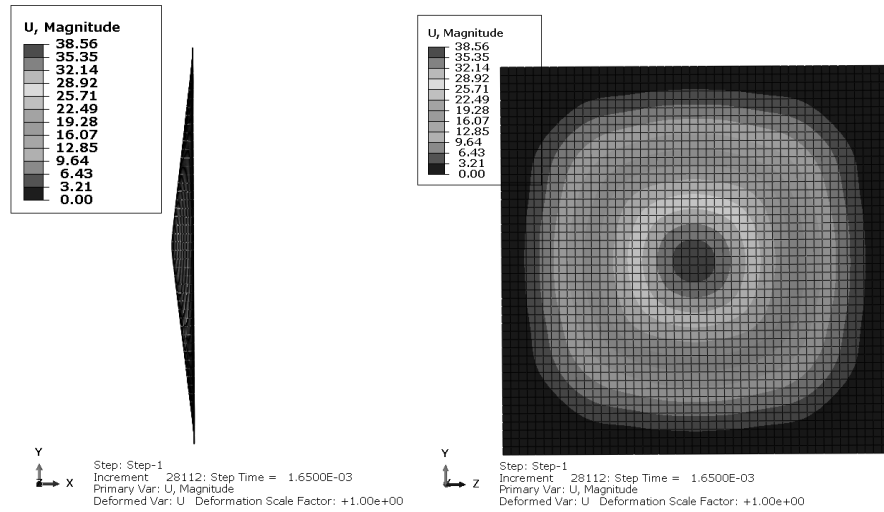 U, Magnitude
38.56
35.35
32.14
28.92
25.71
22.49
19.28
16.07
12.85
9.64
6.43
3.21
0.00
Y
Z X
Step: Step-1
Increment 28112: Step Time = 1.6500E-03
Primary Var: U, Magnitude
Deformed Var: U Deformation Scale Factor: +1.00e+00
U, Magnitude
38.56
35.35
32.14
28.92
25.71
22.49
19.28
16.07
12.85
9.64
6.43
3.21
0.00
Y
Z
Step: Step-1
Increment 28112: Step Time = 1.6500E-03
Primary Var: U, Magnitude
Deformed Var: U Deformation Scale Factor: +1.00e+00